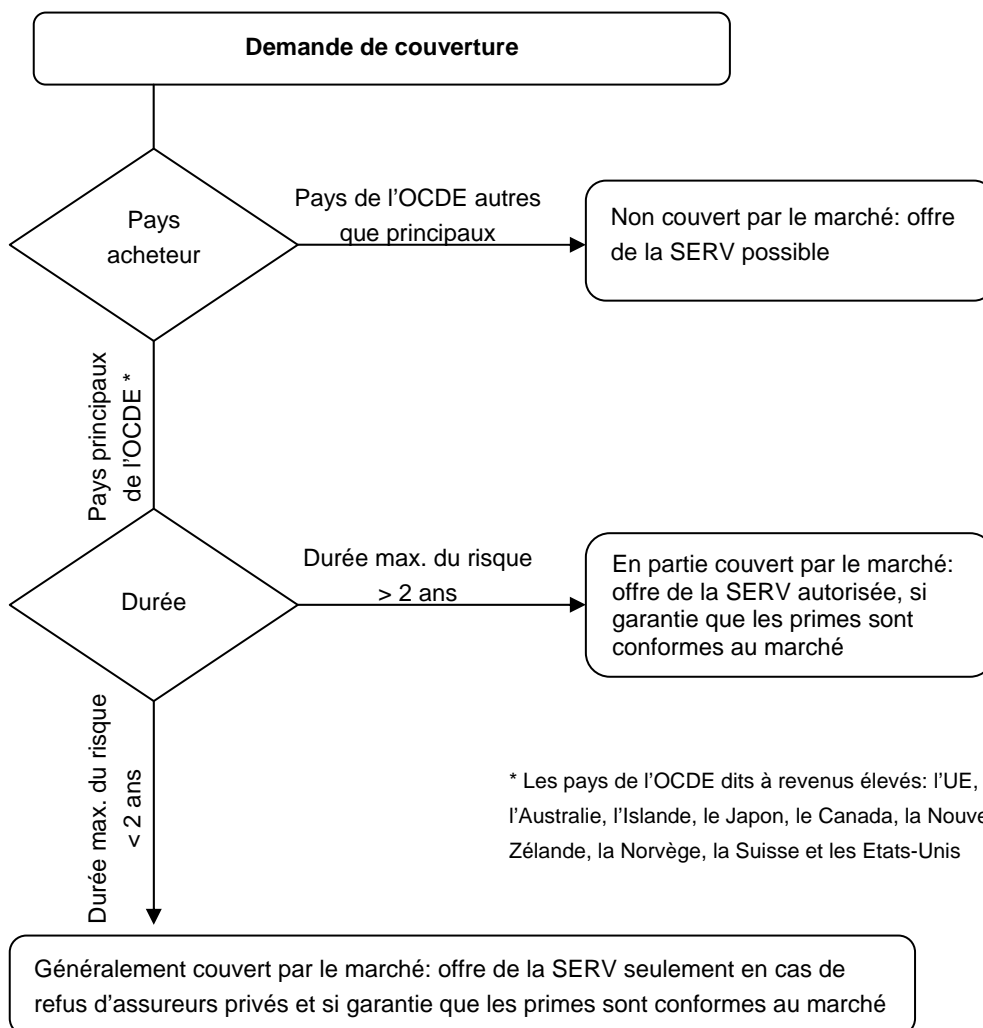 Demande de couverture
Pays
acheteur
Pays de l’OCDE autres
que principaux
Non couvert par le marché: offre
de la SERV possible
Pays principaux
de l’OCDE *
Durée
Durée max. du risque
> 2 ans
En partie couvert par le marché:
offre de la SERV autorisée, si
garantie que les primes sont
conformes au marché
Durée max. du risque
< 2 ans
* Les pays de l’OCDE dits à revenus élevés: l’UE,
l’Australie, l’Islande, le Japon, le Canada, la
Zélande, la Norvège, la Suisse et les Etats-Unis
Généralement couvert par le marché: offre de la SERV seulement en cas de
refus d’assureurs privés et si garantie que les primes sont conformes au marché